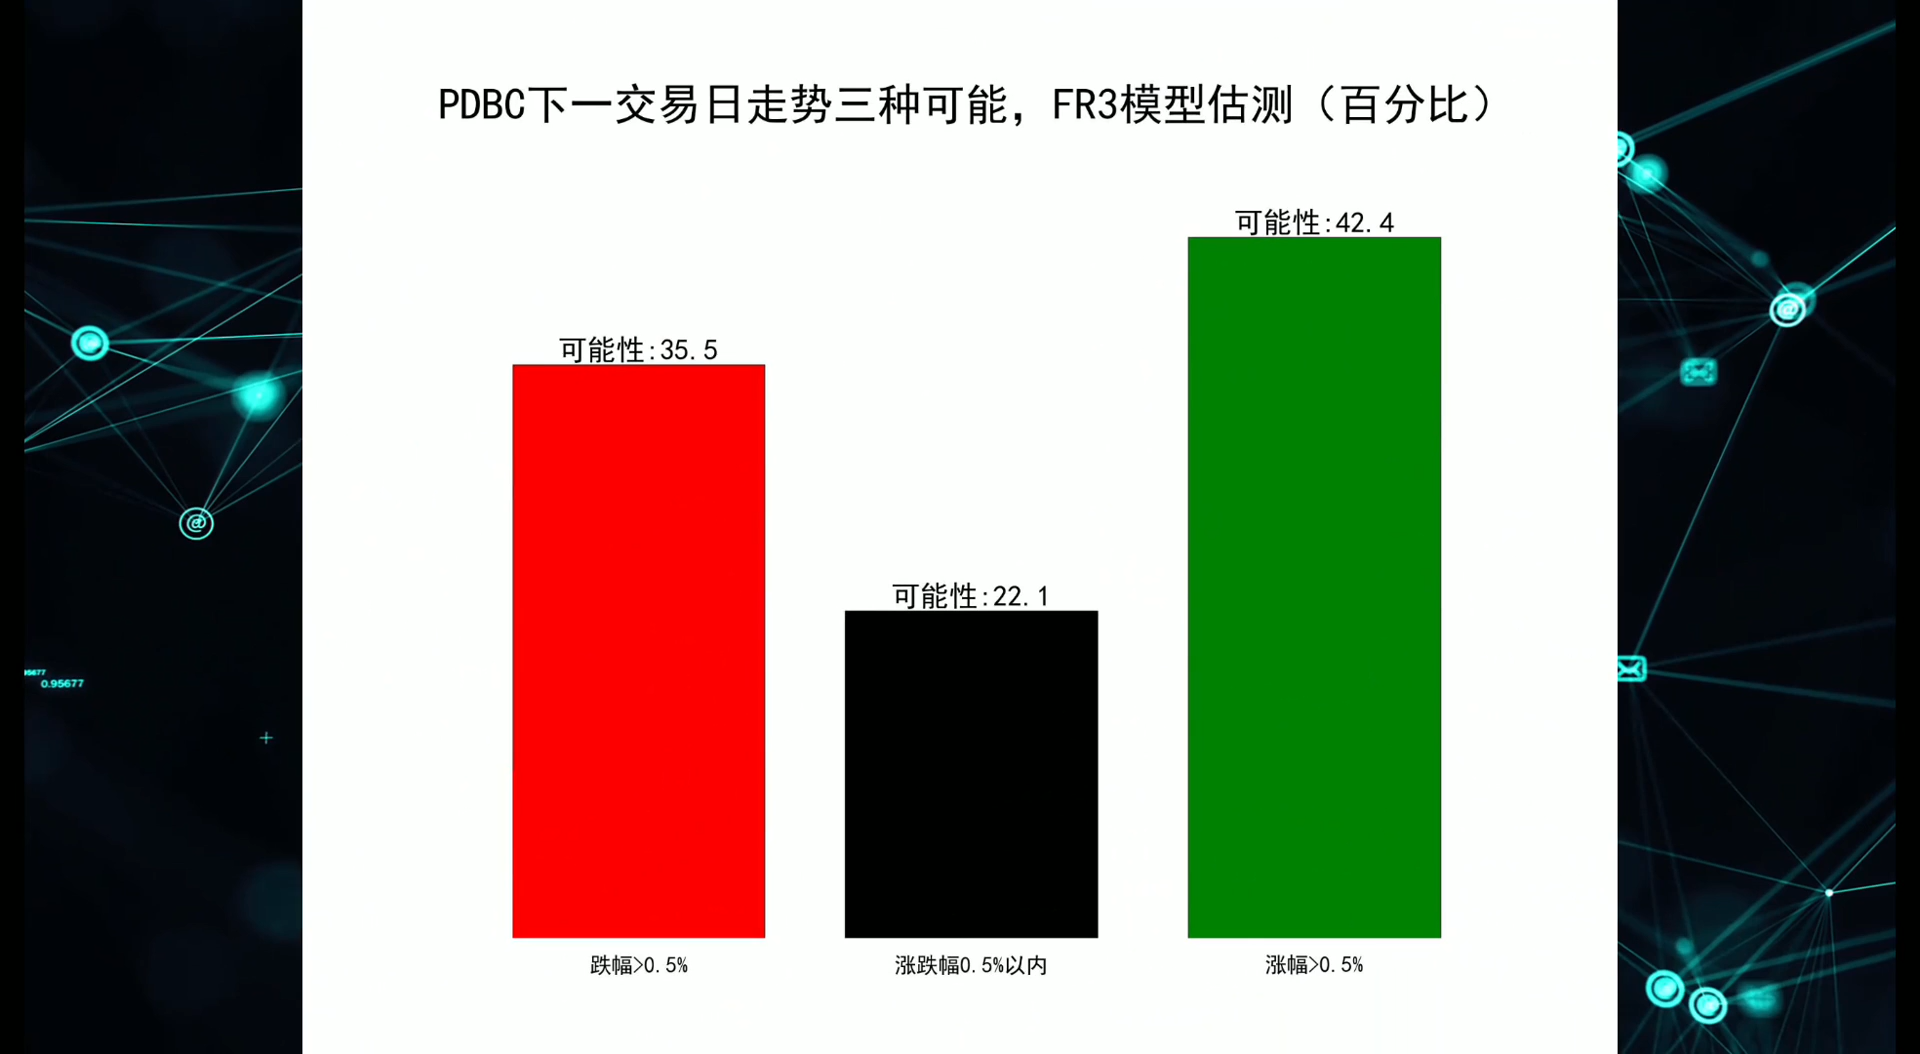 PDBC下一交易日走势三种可能，FR3模型估测（百分比）
可能性:42.4
可能性:35.5
可能性:22.1
跌幅>0.5%
涨跌幅0.5%以内
涨幅>0.5%
0.95677